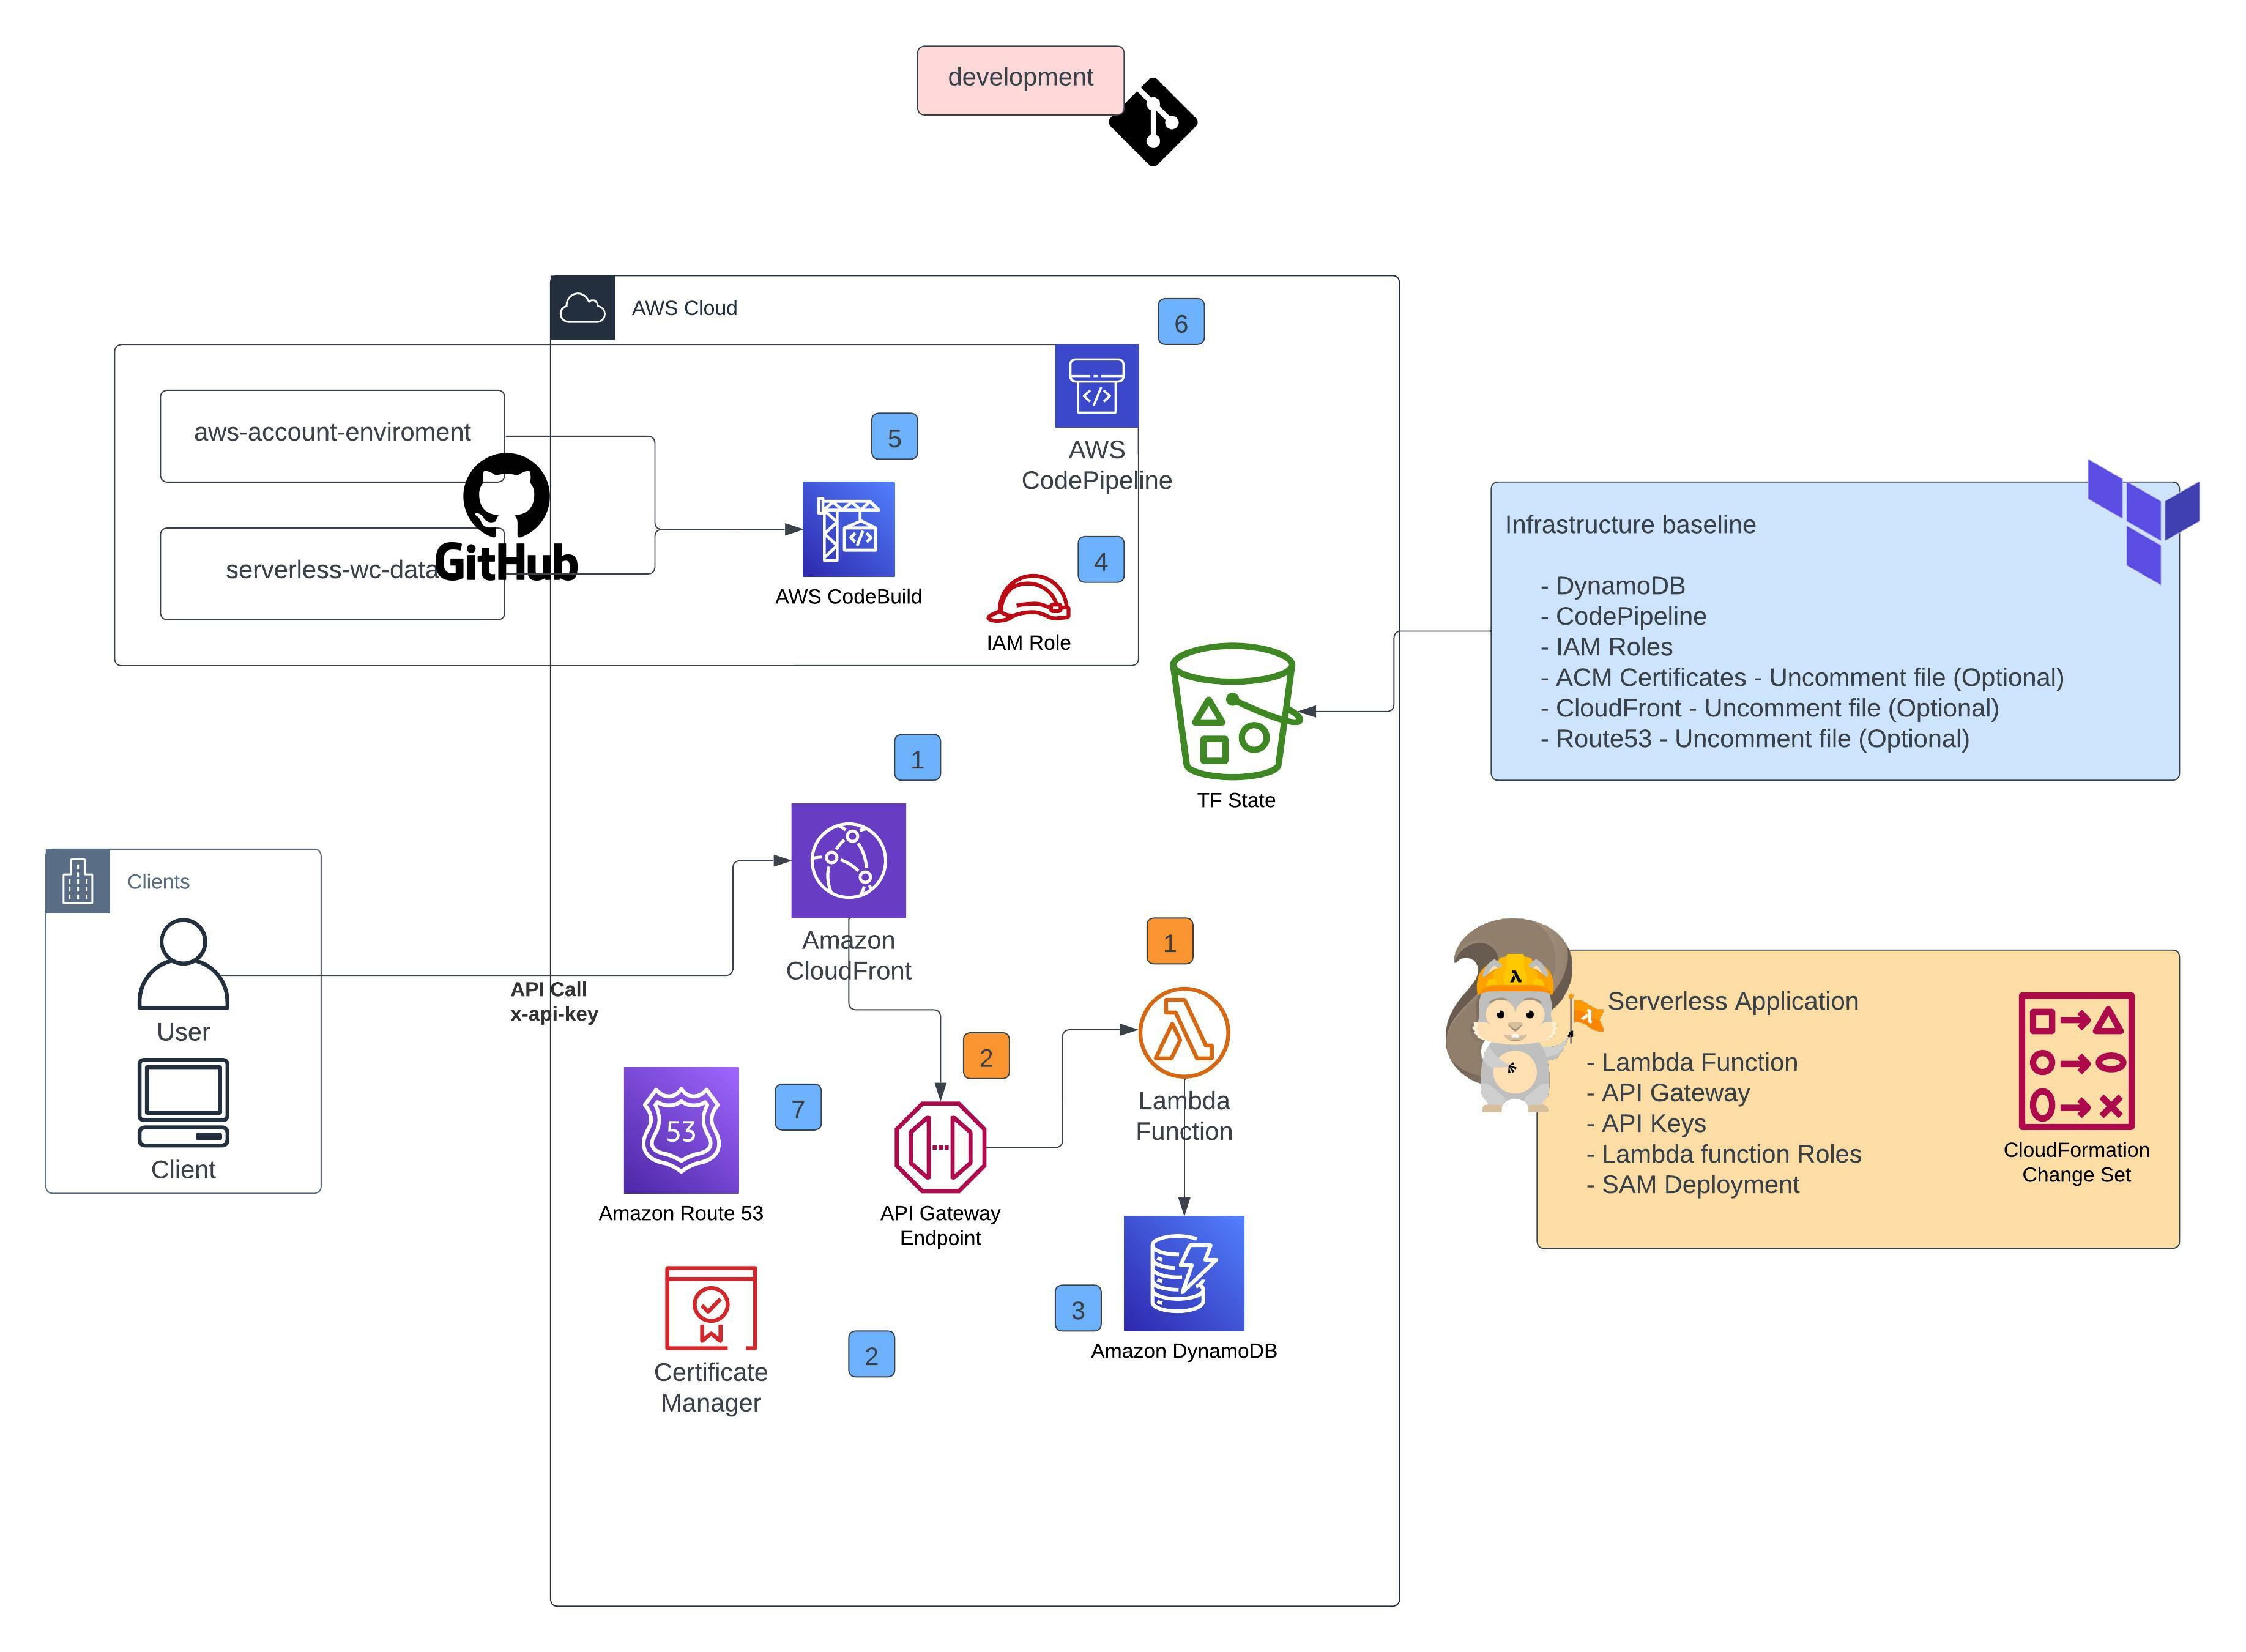 development
AWS Cloud
6
aws-account-enviroment
5
AWS
CodePipeline
GitHub
serverless-wc-data
AWS CodeBuild
4
IAM Role
Infrastructure baseline
- DynamoDB
- CodePipeline
- IAM Roles
- ACM Certificates - Uncomment file (Optional)
- CloudFront - Uncomment file (Optional)
- Route53 - Uncomment file (Optional)
TF State
1
Amazon
CloudFront
Clients
User
Client
API Call
x-api-key
1
Lambda
Function
2
API Gateway
Endpoint
53
Amazon Route 53
7
Certificate
Manager
2
3
Amazon DynamoDB
Serverless Application
- Lambda Function
- API Gateway
- API Keys
- Lambda function Roles
- SAM Deployment
CloudFormation
Change Set